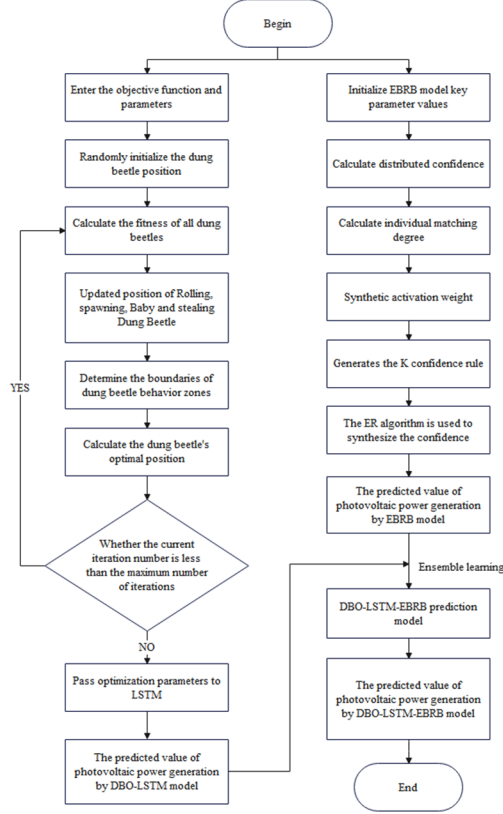 Begin
Enter the objective function and
parameters
Randomly initialize the dung
beetle position
Calculate the fitness of all dung
beetles
Updated position of Rolling,
spawning, Baby and stealing
Dung Beetle
Determine the boundaries of
dung beetle behavior zones
Calculate the dung beetle's
optimal position
YES
Whether the current
iteration number is less
than the maximum number
of iterations
NO
Pass optimization parameters to
LSTM
The predicted value of
photovoltaic power generation
by DBO-LSTM model
Initialize EBRB model key
parameter values
Calculate distributed confidence
Calculate individual matching
degree
Synthetic activation weight
Generates the K confidence rule
The ER algorithm is used to
synthesize the confidence
The predicted value of
photovoltaic power generation
by EBRB model
Ensemble learning
DBO-LSTM-EBRB prediction
model
The predicted value of
photovoltaic power generation
by DBO-LSTM-EBRB model
End